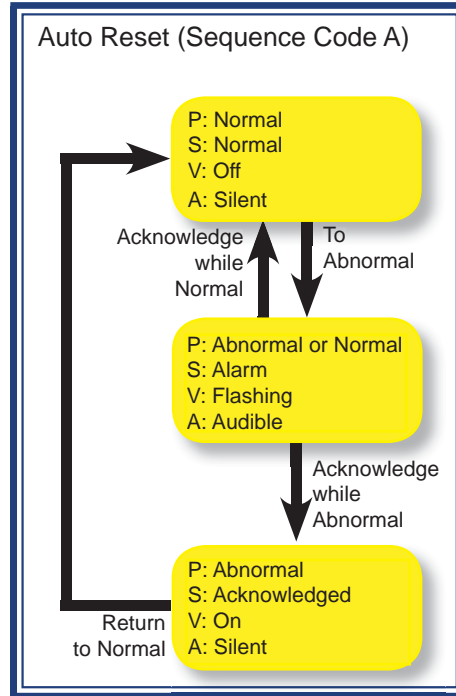 Auto Reset (Sequence Code A)
P: Normal
S: Normal
V: Off
A: Silent
Acknowledge
while
Normal
To
Abnormal
P: Abnormal or Normal
S: Alarm
V: Flashing
A: Audible
Acknowledge
while
Abnormal
P: Abnormal
S: Acknowledged
V: On
A: Silent
Return
to Normal